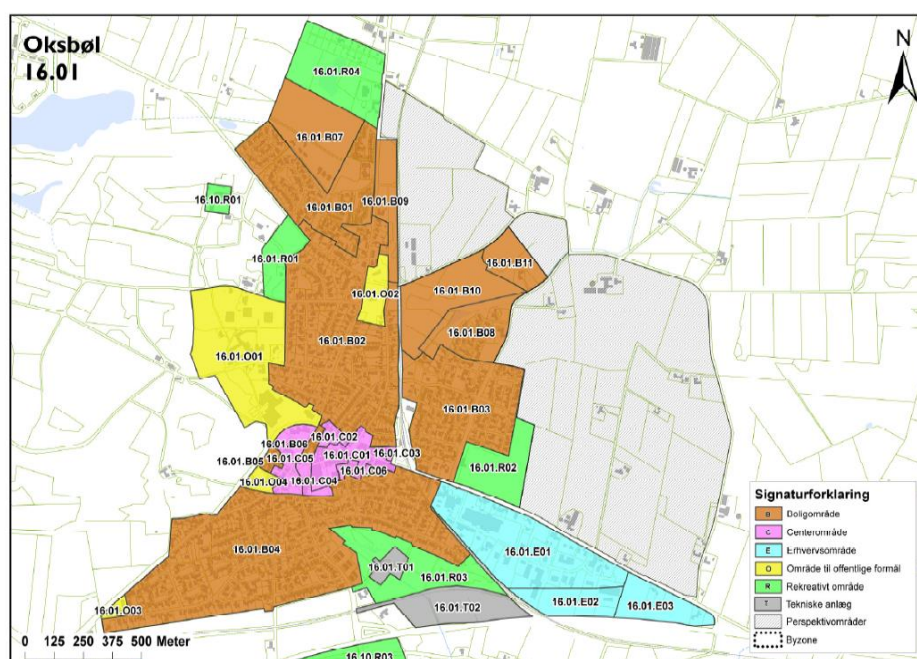 Oksbøl
16.01
N
16.01.R04
16.01.B07
16.10.R01
16.01.B01
16.01.B09
16.01.R01
16.01.B11
16.01.O02
16.01.B10
16.01.B08
16.01.O01
16.01.B02
16.01.B03
16.01.B06
16.01.C02
16.01.C03
16.01.B05
16.01.C05
16.01.C01
16.01.C06
16.01.O04
16.01.C04
16.01.R02
16.01.B04
16.01.E01
16.01.T01
16.01.R03
16.01.E02
16.01.E03
16.01.O03
16.01.T02
16.10.R03
0 125 250 375 500 Meter
Signaturforklaring
B Boligområde
C Centerområde
E Erhvervsområde
O Område til offentlige formål
R Rekreativt område
T Tekniske anlæg
Perspektivområder
Byzone